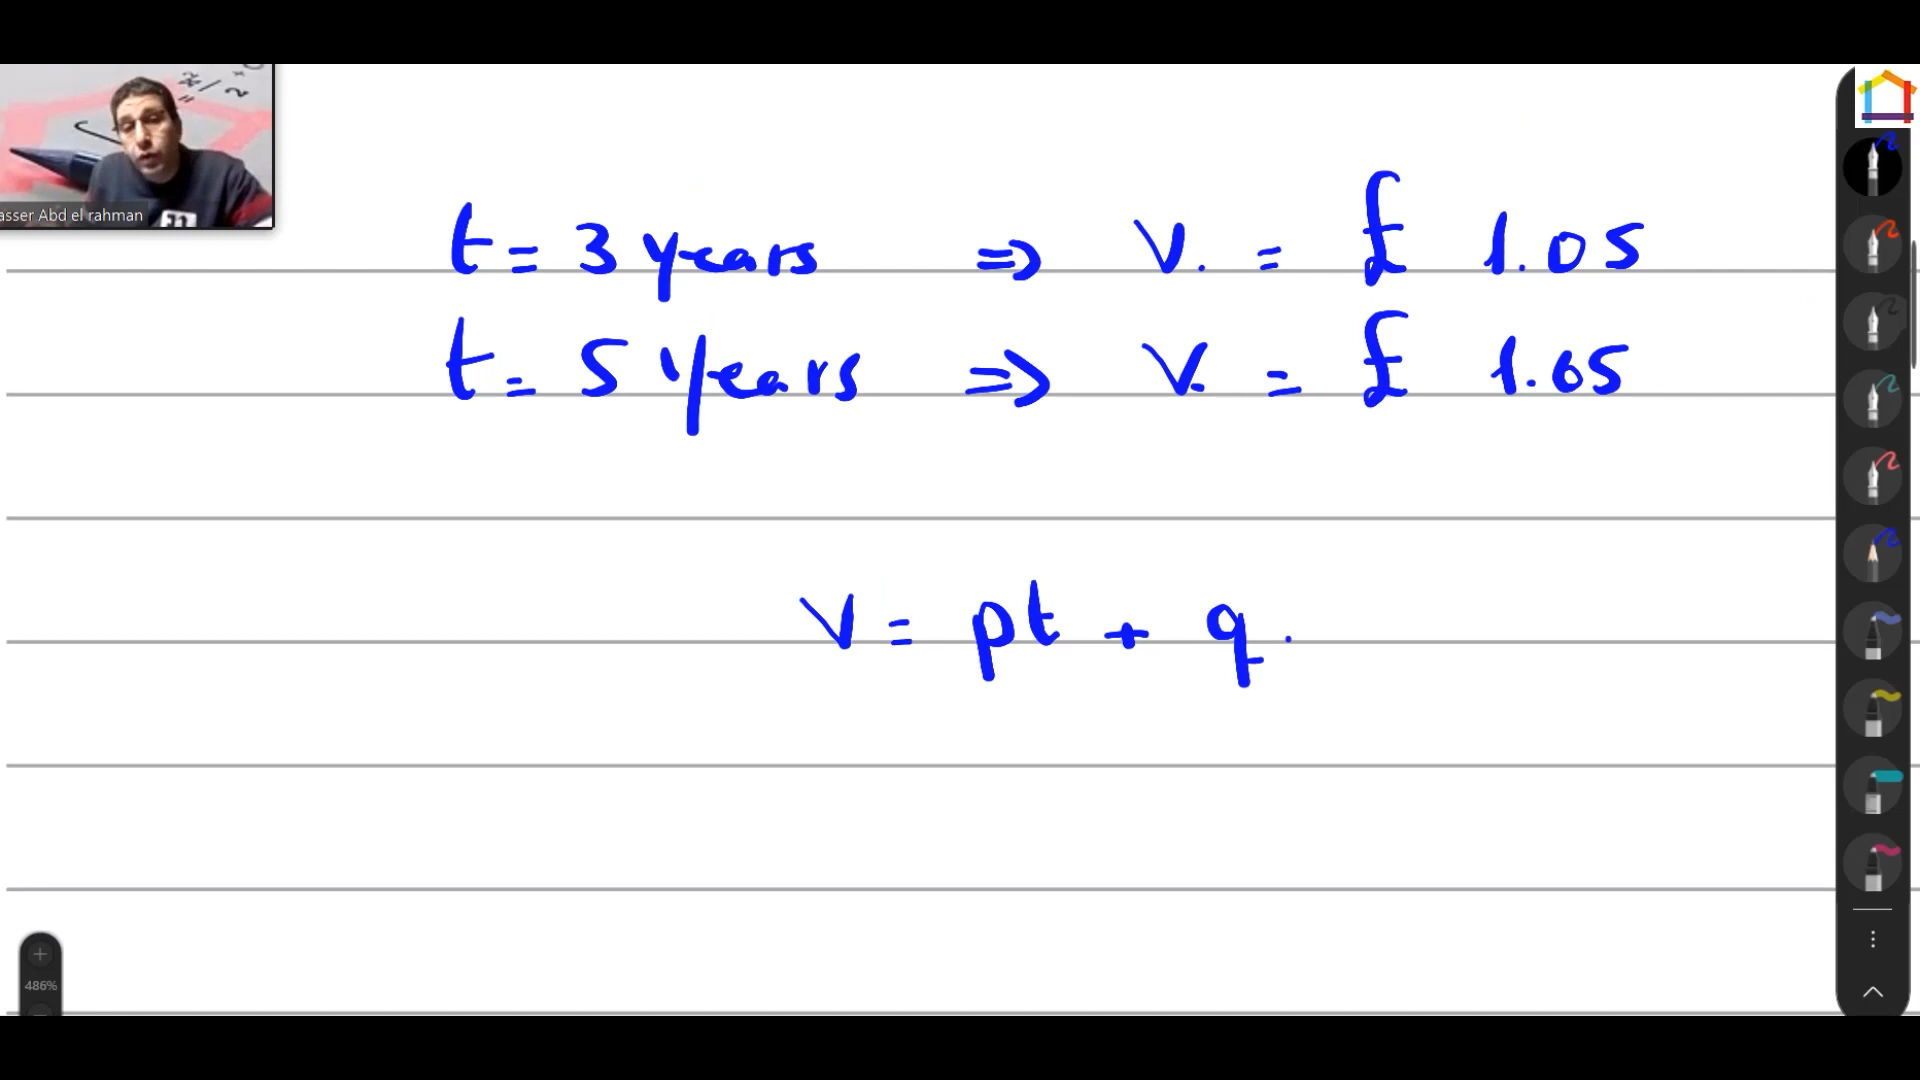 asser Abd el rahman
t = 3 years ⇒ V. = £ 1.05
t = 5 years ⇒ V. = £ 1.65
V = pt + q.
486%